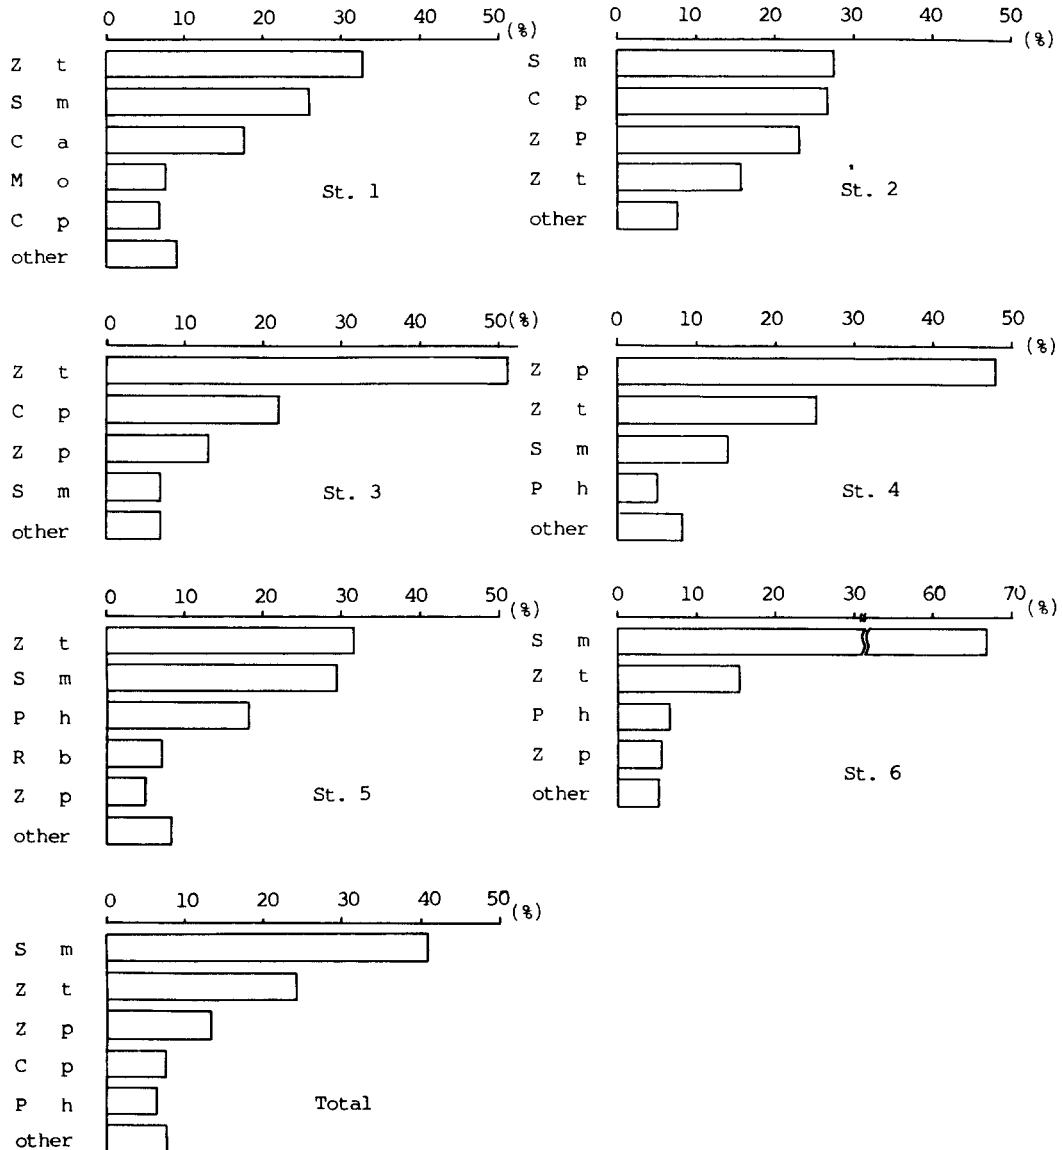 0 10 20 30 40 50 (%)
Z t
S m
C a
M o
C p
other
St. 1
0 10 20 30 40 50 (%)
S m
C p
Z P
Z t
other
St. 2
0 10 20 30 40 50 (%)
Z t
C p
Z p
S m
other
St. 3
0 10 20 30 40 50 (%)
Z p
Z t
S m
P h
other
St. 4
0 10 20 30 40 50 (%)
Z t
S m
P h
R b
Z p
other
St. 5
0 10 20 30 60 70 (%)
S m
Z t
P h
Z p
other
St. 6
0 10 20 30 40 50 (%)
S m
Z t
Z p
C p
P h
other
Total